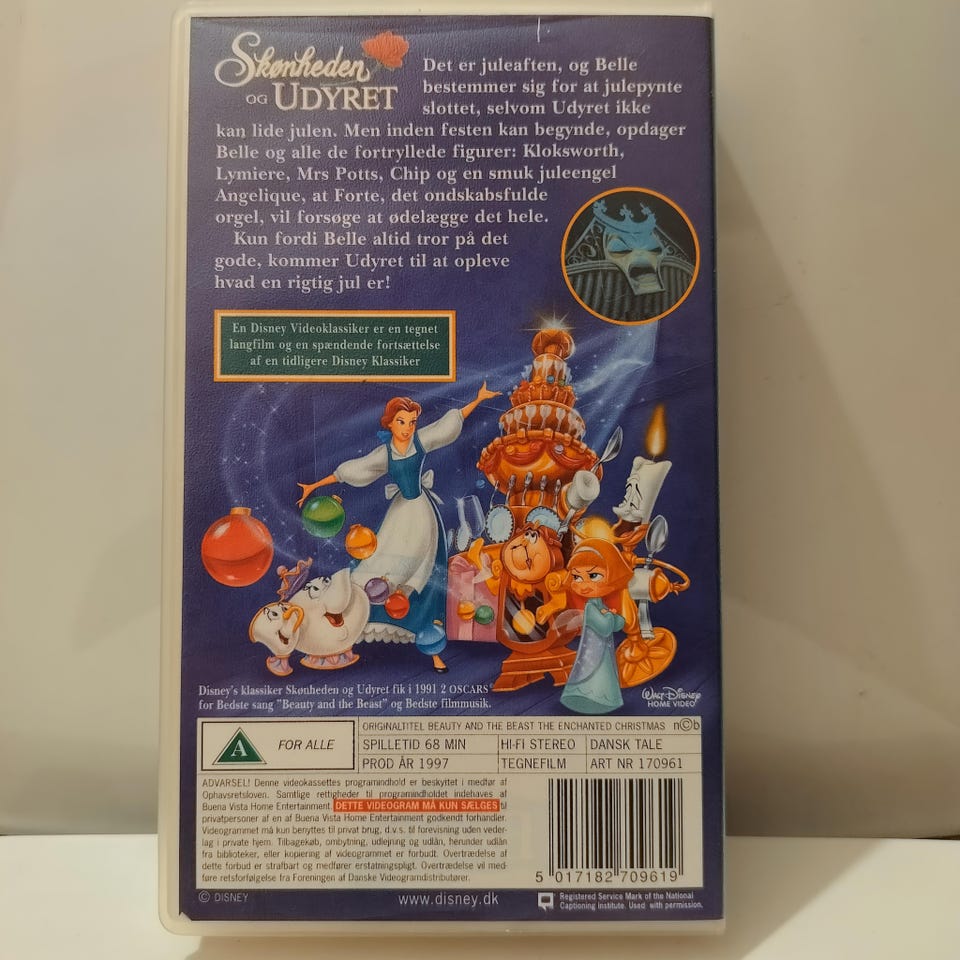 Skønheden
OG UDYRET
Det er juleaften, og Belle
bestemmer sig for at julepynte
slottet, selvom Udyret ikke
kan lide julen. Men inden festen kan begynde, opdager
Belle og alle de fortryllede figurer: Kloksworth,
Lymiere, Mrs Potts, Chip og en smuk juleengel
Angelique, at Forte, det ondskabsfulde
orgel, vil forsøge at ødelægge det hele.
Kun fordi Belle altid tror på det
gode, kommer Udyret til at opleve
hvad en rigtig jul er!
En Disney Videoklassiker er en tegnet
langfilm og en spændende fortsættelse
af en tidligere Disney Klassiker
Disney's klassiker Skønheden og Udyret fik i 1991 2 OSCARS®
for Bedste sang "Beauty and the Beast" og Bedste filmmusik.
WALT DISNEY
HOME VIDEO
A FOR ALLE
ORIGINALTITEL BEAUTY AND THE BEAST THE ENCHANTED CHRISTMAS n©b
SPILLETID 68 MIN HI-FI STEREO DANSK TALE
PROD ÅR 1997 TEGNEFILM ART NR 170961
ADVARSEL! Denne videokassettes programindhold er beskyttet i medfør af
Ophavsretsloven. Samtlige rettigheder til programindholdet indehaves af
Buena Vista Home Entertainment. DETTE VIDEOGRAM MÅ KUN SÆLGES til
privatpersoner af en af Buena Vista Home Entertainment godkendt forhandler.
Videogrammet må kun benyttes til privat brug, d.v.s. til forevisning uden veder-
lag i private hjem. Tilbagekøb, ombytning, udlejning og udlån, herunder udlån
fra biblioteker, eller kopiering af videogrammet er forbudt. Overtrædelse af
dette forbud er strafbart og medfører erstatningspligt. Overtrædelse vil med-
føre retsforfølgelse fra Foreningen af Danske Videogramdistributører.
5 017182 709619
© DISNEY
www.disney.dk
Registered Service Mark of the National
Captioning Institute. Used with permission.